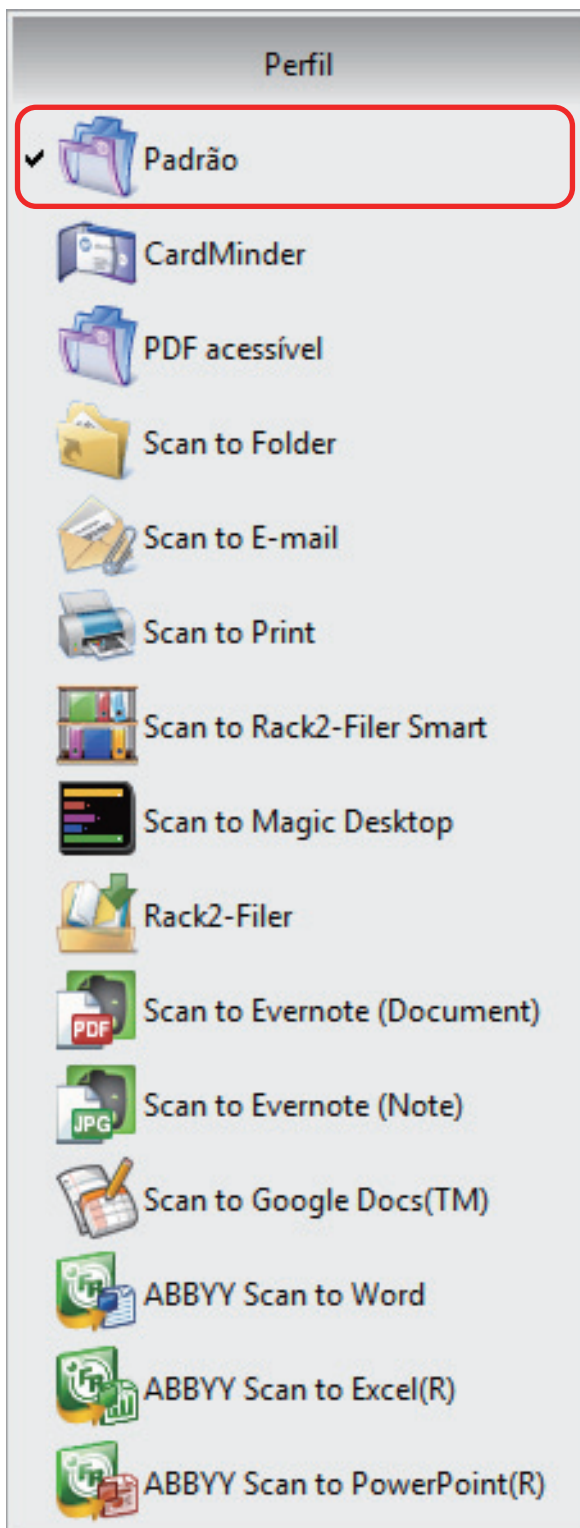 Perfil
Padrão
CardMinder
PDF acessível
Scan to Folder
Scan to E-mail
Scan to Print
Scan to Rack2-Filer Smart
Scan to Magic Desktop
Rack2-Filer
PDF
Scan to Evernote (Document)
JPG
Scan to Evernote (Note)
Scan to Google Docs(TM)
ABBYY Scan to Word
ABBYY Scan to Excel(R)
ABBYY Scan to PowerPoint(R)